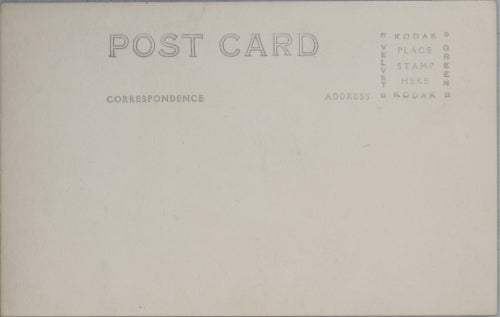 POST CARD
CORRESPONDENCE
ADDRESS
KODAK
VELVET
PLACE
STAMP
HERE
GREEN
KODAK